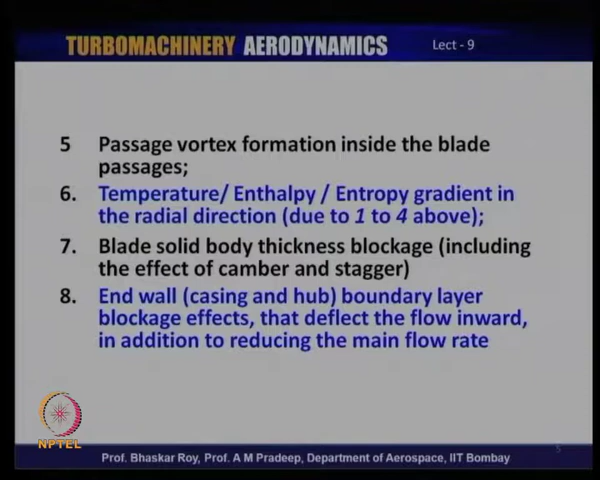 TURBOMACHINERY AERODYNAMICS Lect - 9
5 Passage vortex formation inside the blade
passages;
6. Temperature/ Enthalpy / Entropy gradient in
the radial direction (due to 1 to 4 above);
7. Blade solid body thickness blockage (including
the effect of camber and stagger)
8. End wall (casing and hub) boundary layer
blockage effects, that deflect the flow inward,
in addition to reducing the main flow rate
NPTEL
Prof. Bhaskar Roy, Prof. A M Pradeep, Department of Aerospace, IIT Bombay
5